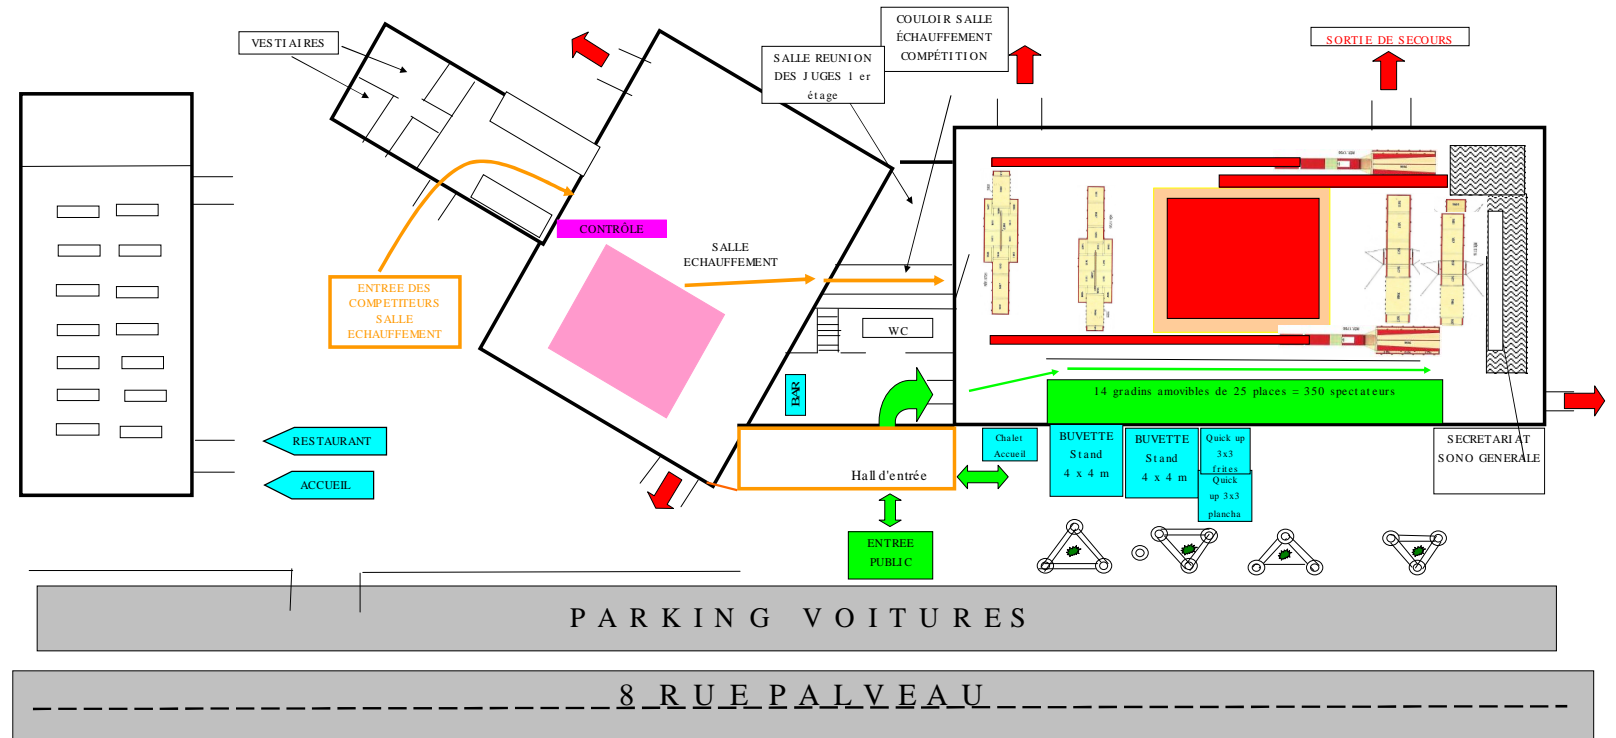 COULOIR SALLE
ÉCHAUFFEMENT
COMPÉTITION
VESTIAIRES
SORTIE DE SECOURS
SALLE REUNION
DES JUGES 1 er
étage
CONTRÔLE
SALLE
ECHAUFFEMENT
ENTREE DES
COMPETITEURS
SALLE
ECHAUFFEMENT
WC
BAR
14 gradins amovibles de 25 places = 350 spectateurs
RESTAURANT
ACCUEIL
Hall d'entrée
Chalet
Accueil
BUVETTE
Stand
4 x 4 m
BUVETTE
Stand
4 x 4 m
Quick up
3x3
frites
Quick
up 3x3
plancha
SECRETARIAT
SONO GENERALE
ENTREE
PUBLIC
PARKING VOITURES
8 RUE PALVEAU